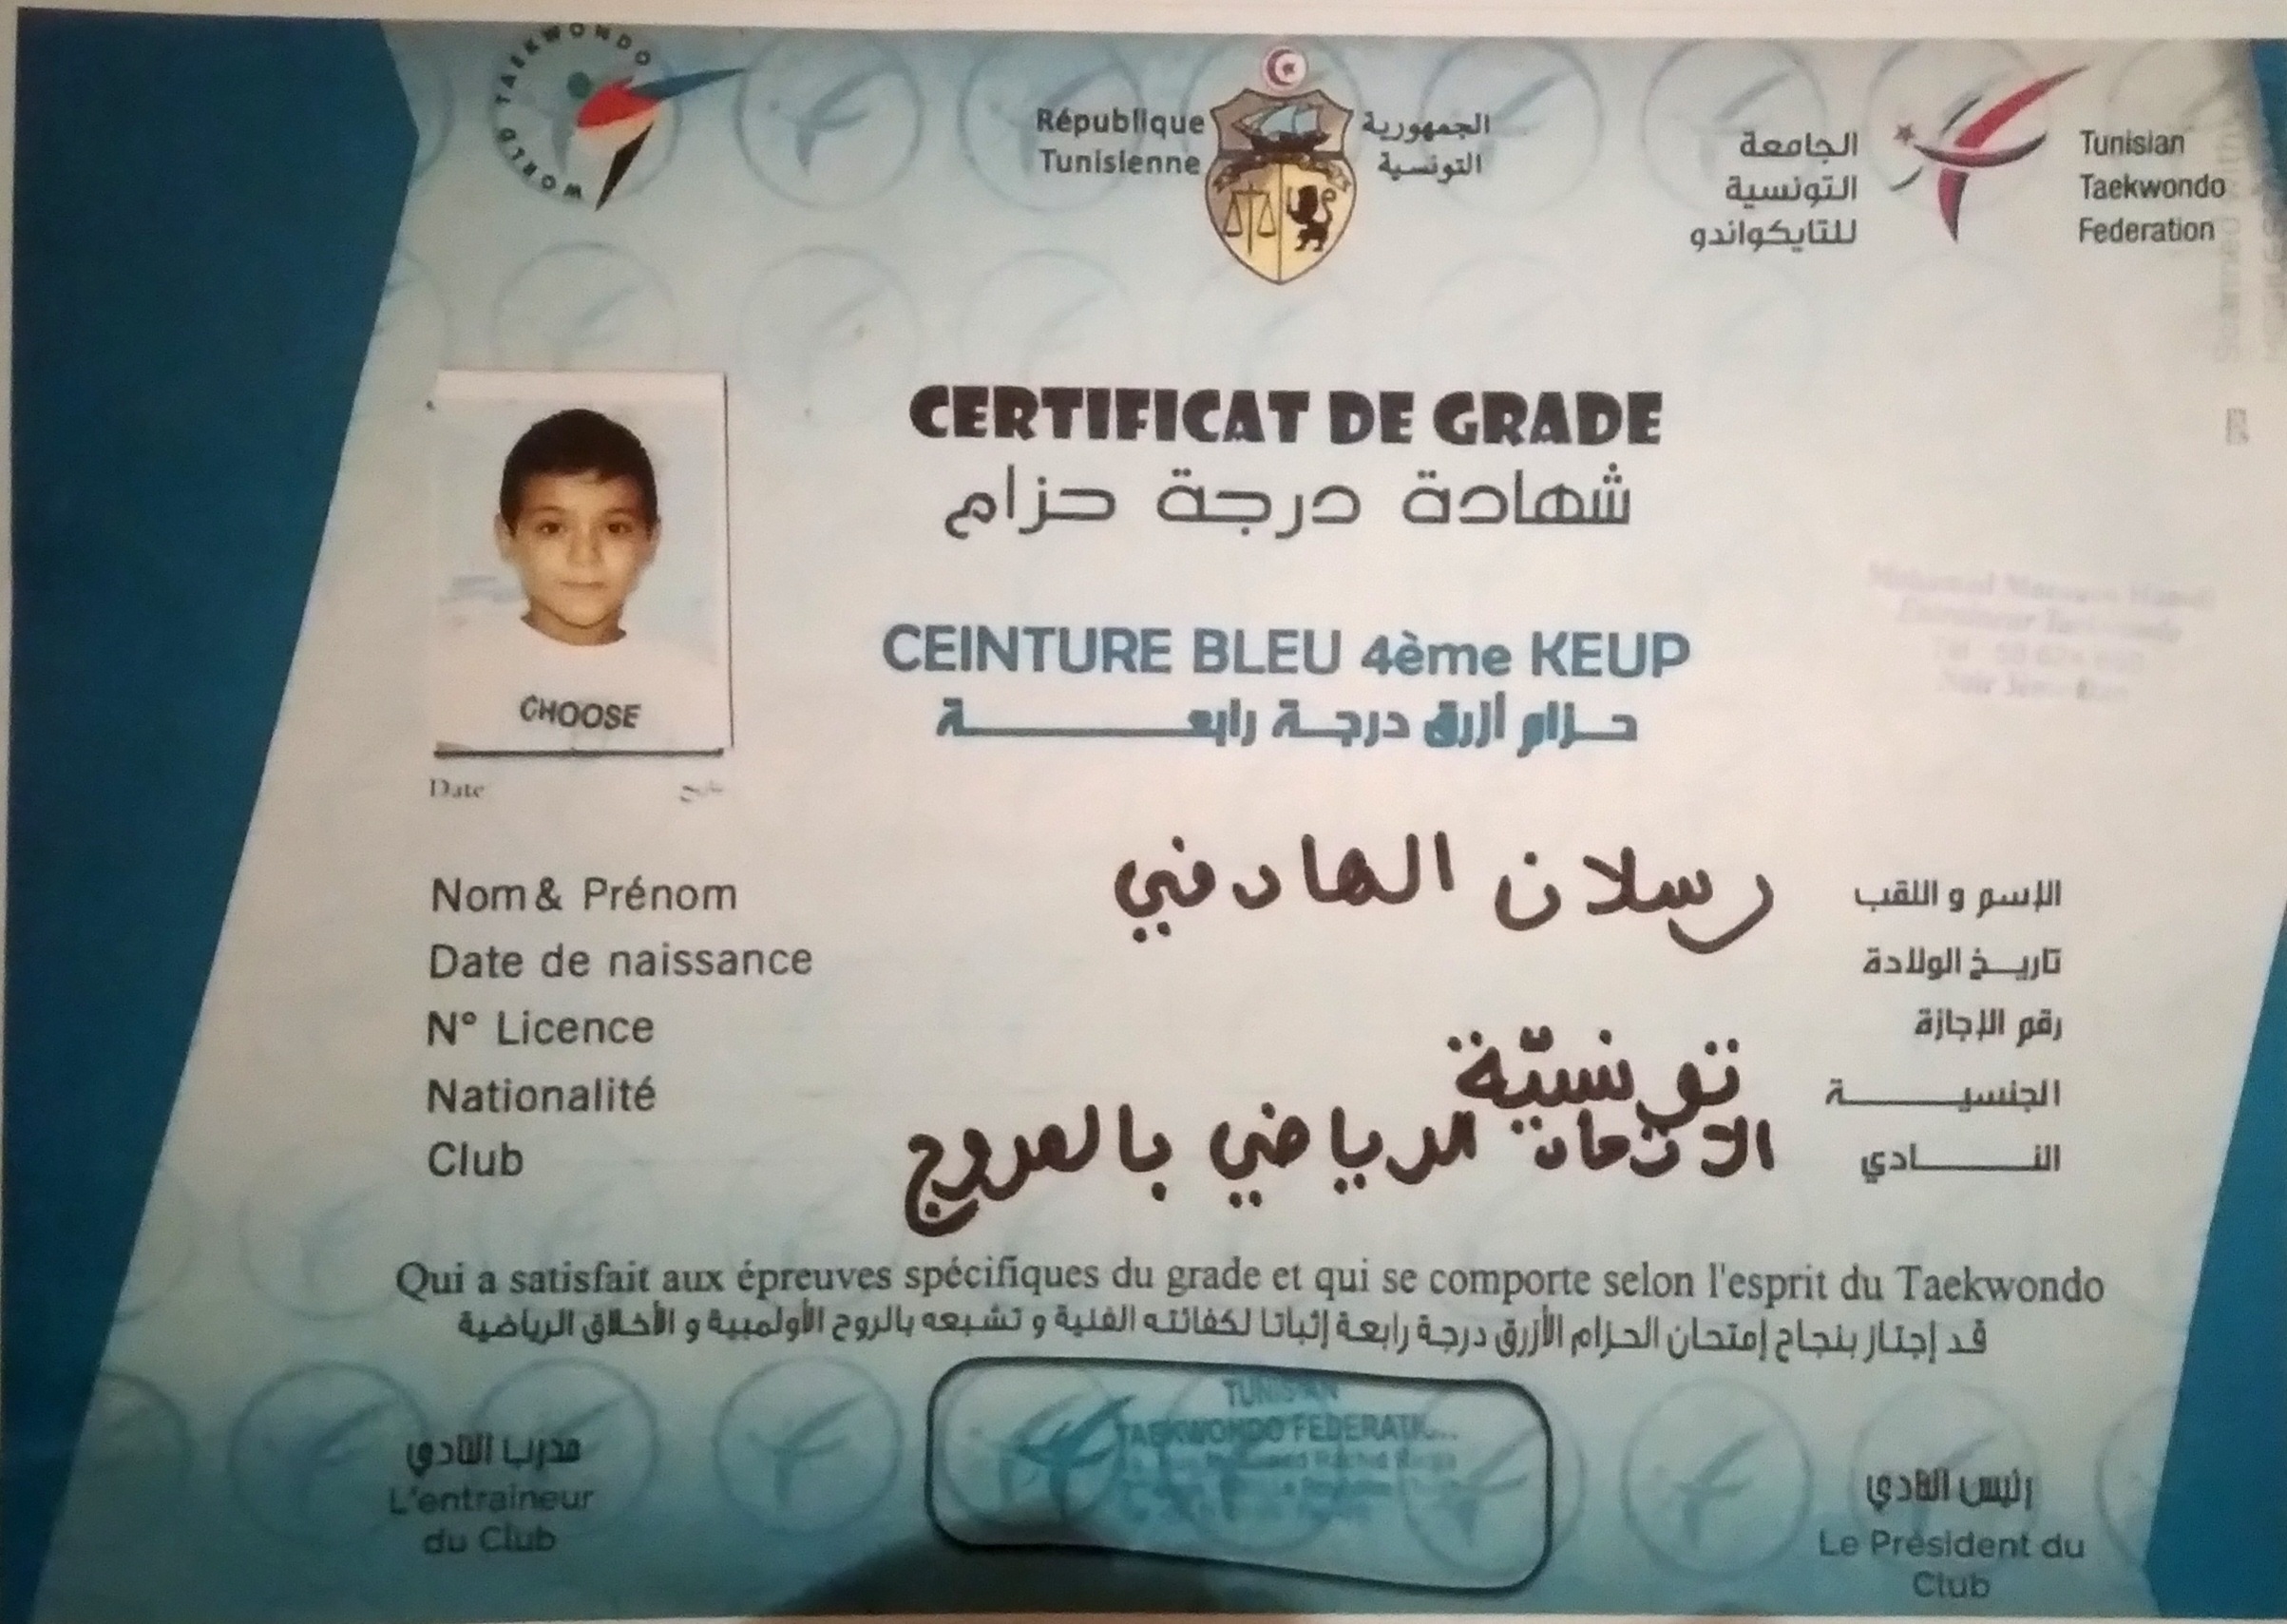 WORLD TAEKWONDO
République
Tunisienne
الجمهورية
التونسية
الجامعة
التونسية
للتايكواندو
Tunisian
Taekwondo
Federation
CERTIFICAT DE GRADE
شهادة درجة حزام
CEINTURE BLEU 4ème KEUP
حزام أزرق درجة رابعة
CHOOSE
Date
تاريخ
Nom & Prénom
رسلان الهادفي
الإسم و اللقب
Date de naissance
تاريخ الولادة
N° Licence
رقم الإجازة
Nationalité
تونسيّة
الجنسية
Club
الاتحاد الرياضي بالمروج
النادي
Qui a satisfait aux épreuves spécifiques du grade et qui se comporte selon l'esprit du Taekwondo
قد إجتاز بنجاح إمتحان الحزام الأزرق درجة رابعة إثباتا لكفائته الفنية و تشبعه بالروح الأولمبية و الأخلاق الرياضية
مدرب النادي
L'entraineur
du Club
TUNISIAN
TAEKWONDO
رئيس النادي
Le Président du
Club